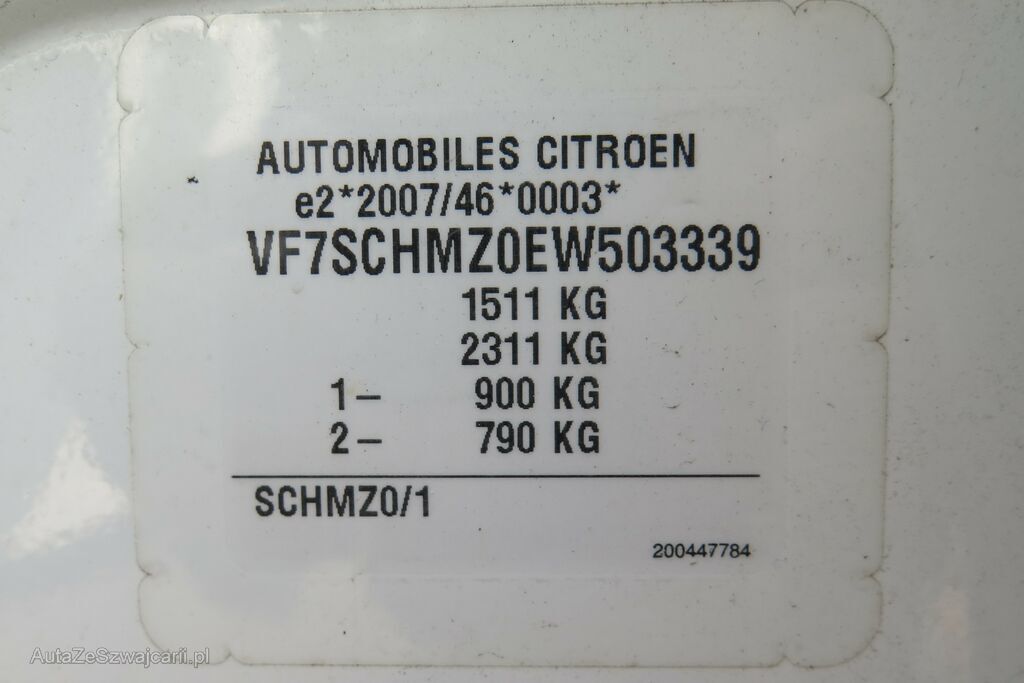 AUTOMOBILES CITROEN
e2*2007/46*0003*
VF7SCHMZ0EW503339
1511 KG
2311 KG
1– 900 KG
2– 790 KG
SCHMZ0/1
200447784
AutaZeSzwajcarii.pl